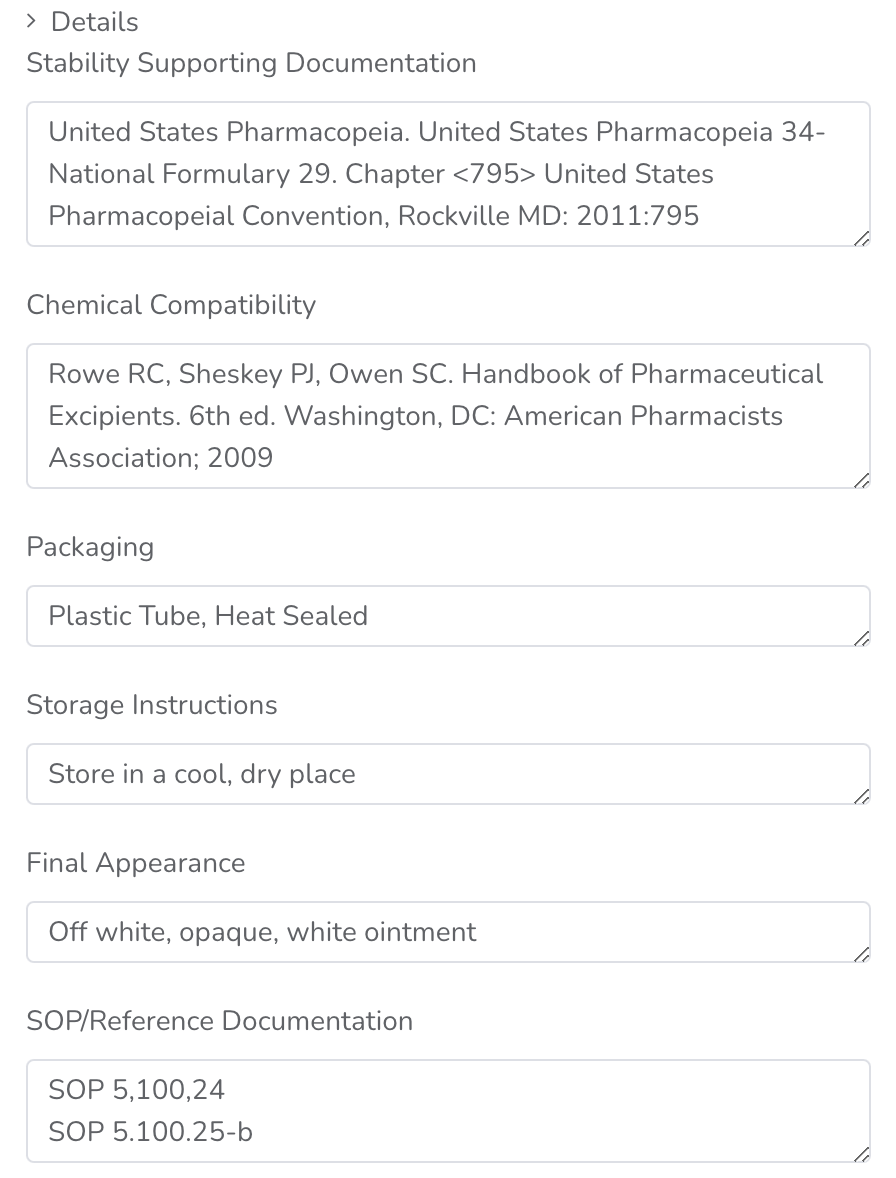 Details
Stability Supporting Documentation
United States Pharmacopeia. United States Pharmacopeia 34-
National Formulary 29. Chapter <795> United States
Pharmacopeial Convention, Rockville MD: 2011:795
Chemical Compatibility
Rowe RC, Sheskey PJ, Owen SC. Handbook of Pharmaceutical
Excipients. 6th ed. Washington, DC: American Pharmacists
Association; 2009
Packaging
Plastic Tube, Heat Sealed
Storage Instructions
Store in a cool, dry place
Final Appearance
Off white, opaque, white ointment
SOP/Reference Documentation
SOP 5,100,24
SOP 5.100.25-b